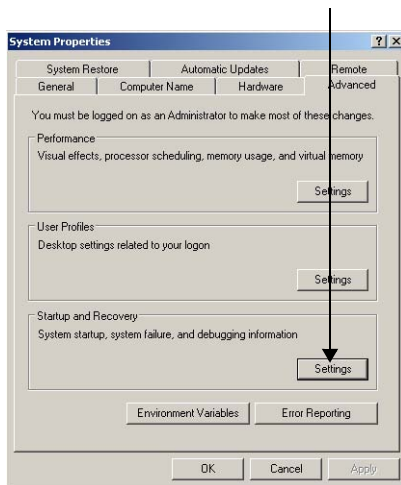 System Properties
System Restore Automatic Updates Remote
General Computer Name Hardware Advanced
You must be logged on as an Administrator to make most of these changes.
Performance
Visual effects, processor scheduling, memory usage, and virtual memory
Settings
User Profiles
Desktop settings related to your logon
Settings
Startup and Recovery
System startup, system failure, and debugging information
Settings
Environment Variables Error Reporting
OK Cancel Apply